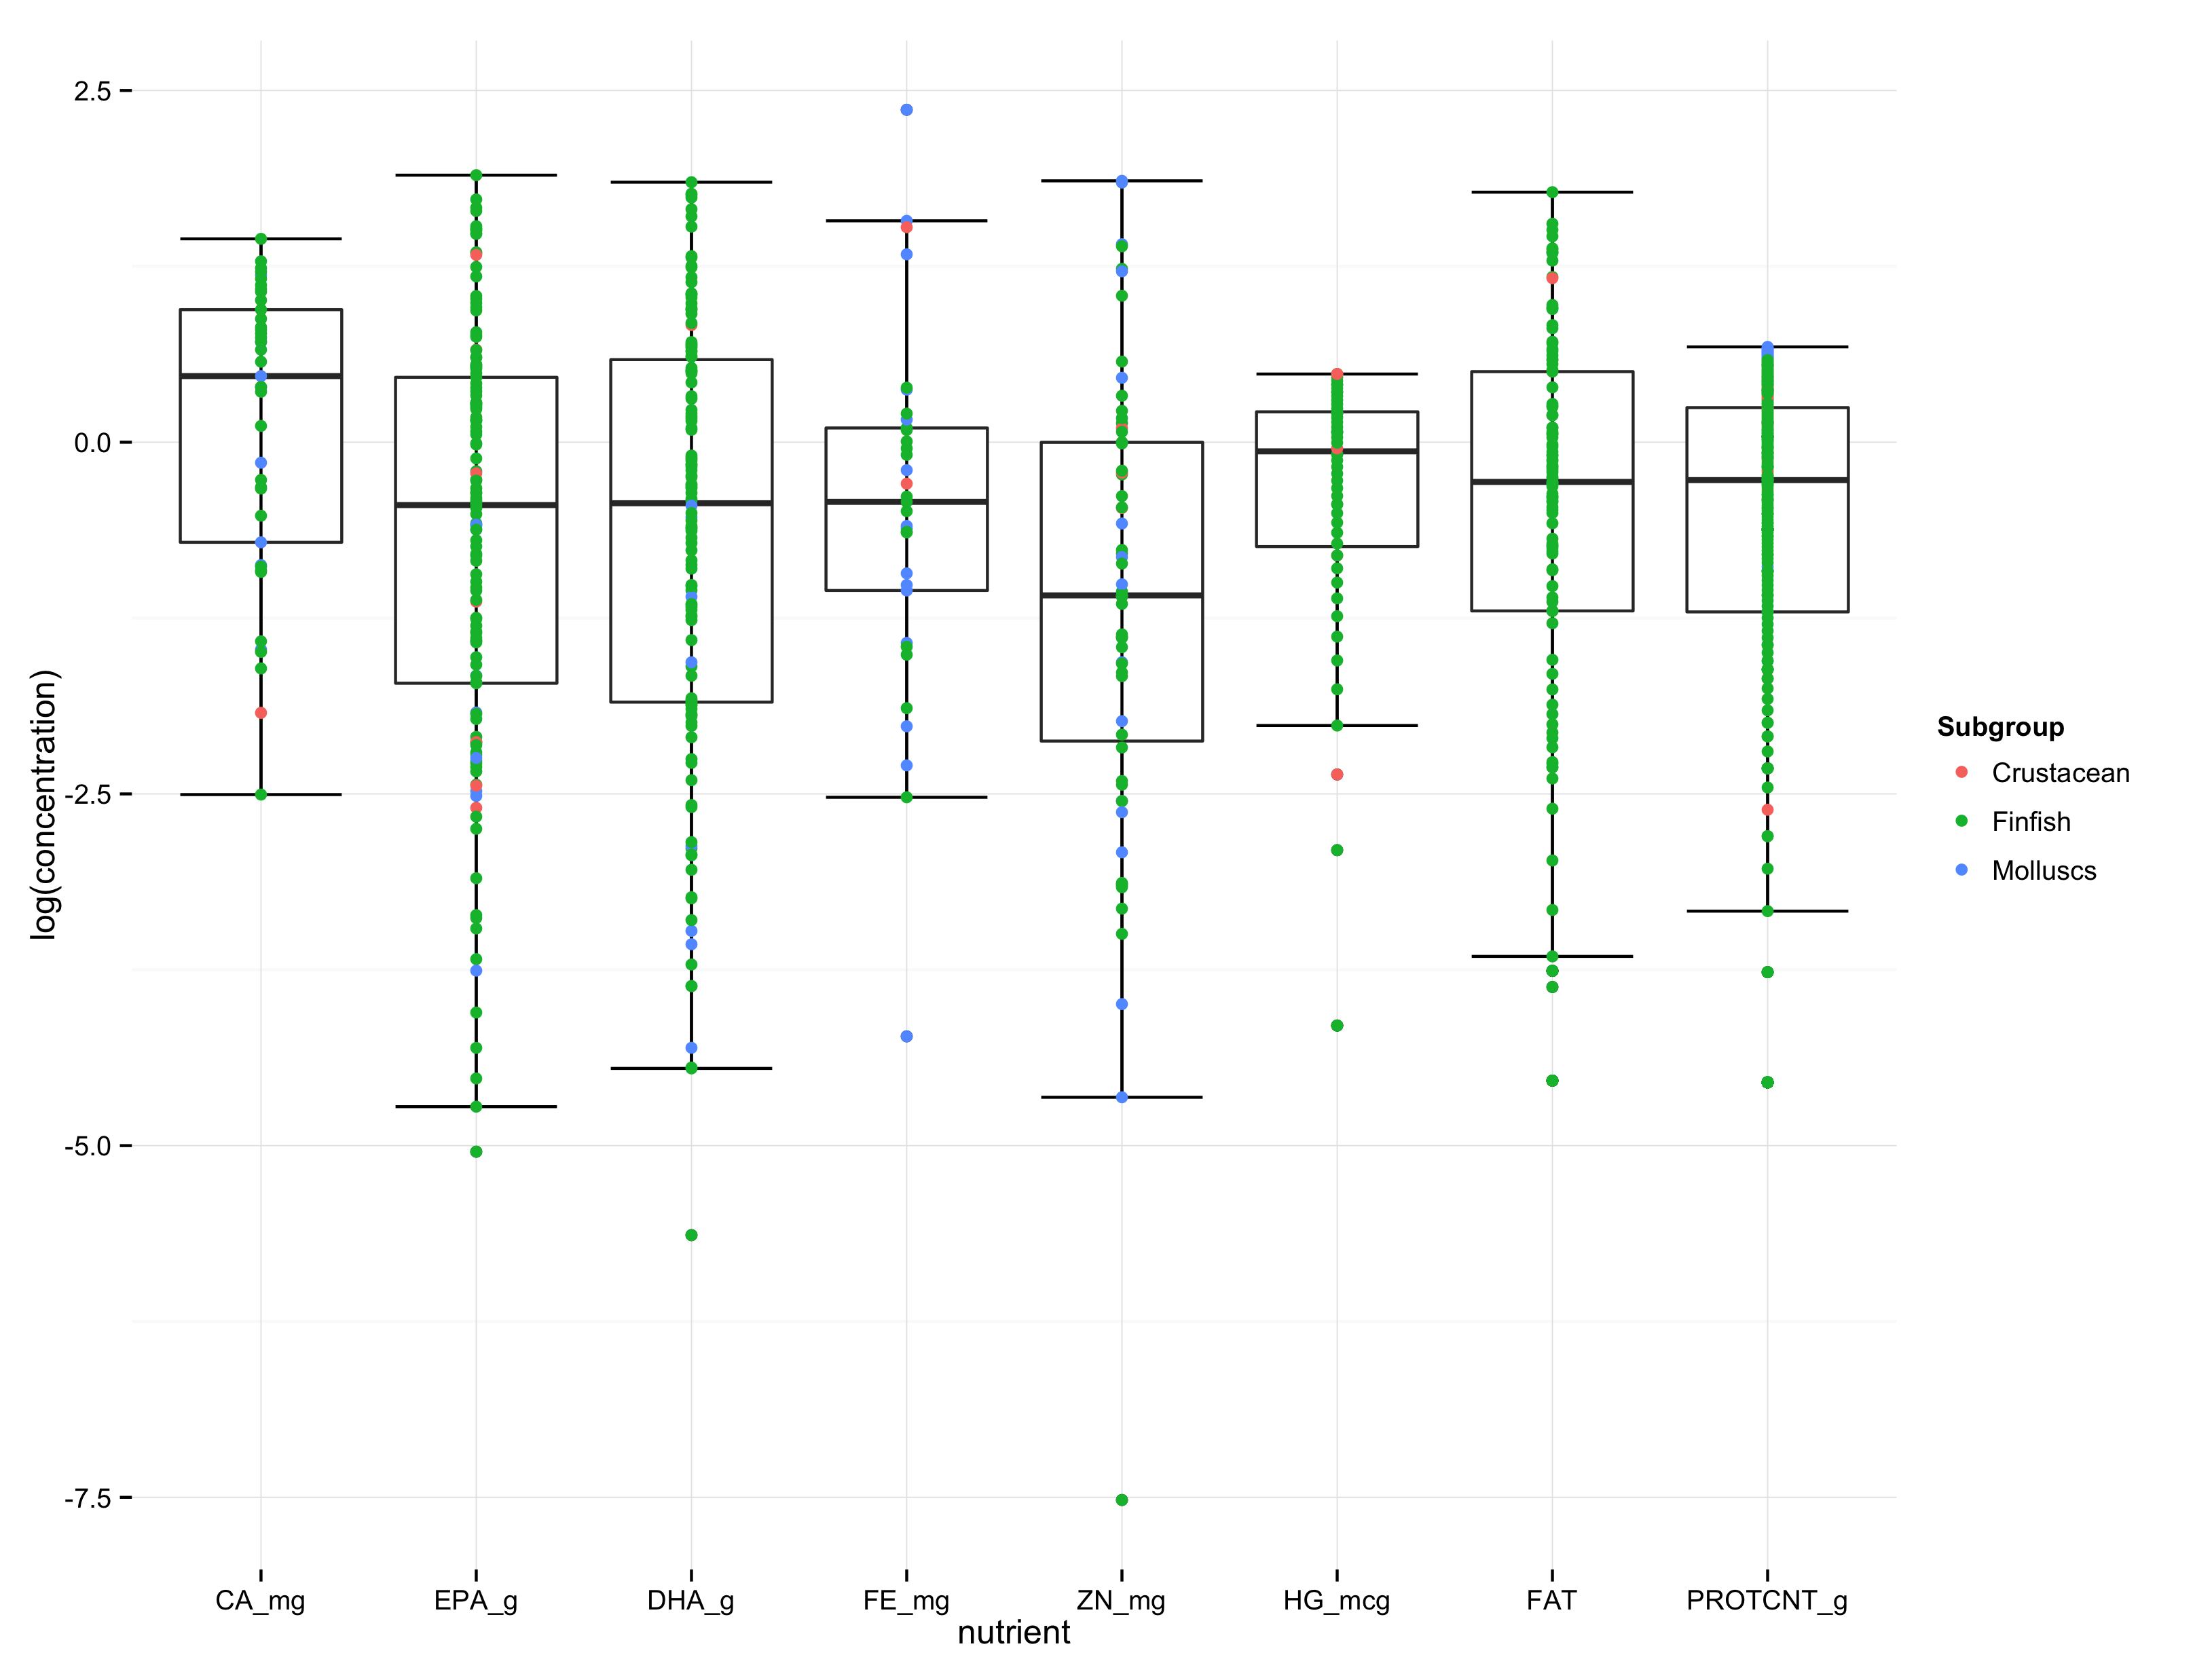 2.5
0.0
-2.5
-5.0
-7.5
log(concentration)
CA_mg EPA_g DHA_g FE_mg ZN_mg HG_mcg FAT PROTCNT_g
nutrient
Subgroup
Crustacean
Finfish
Molluscs